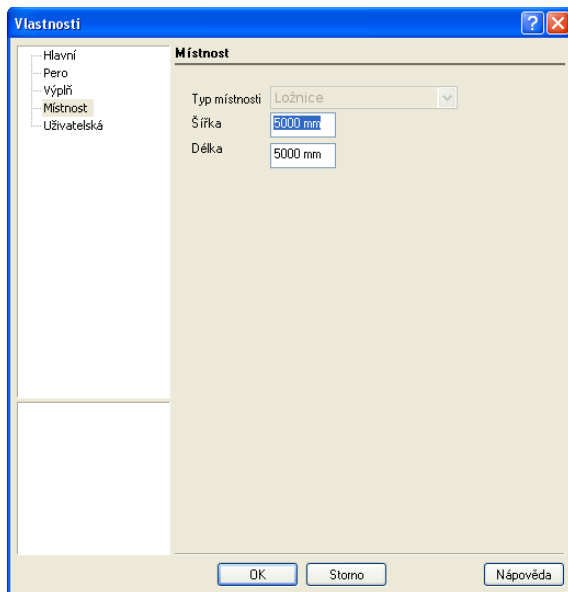 Vlastnosti
Hlavní
Pero
Výplň
Místnost
Uživatelská
Místnost
Typ místnosti Ložnice
Šířka 5000 mm
Délka 5000 mm
OK Storno Nápověda